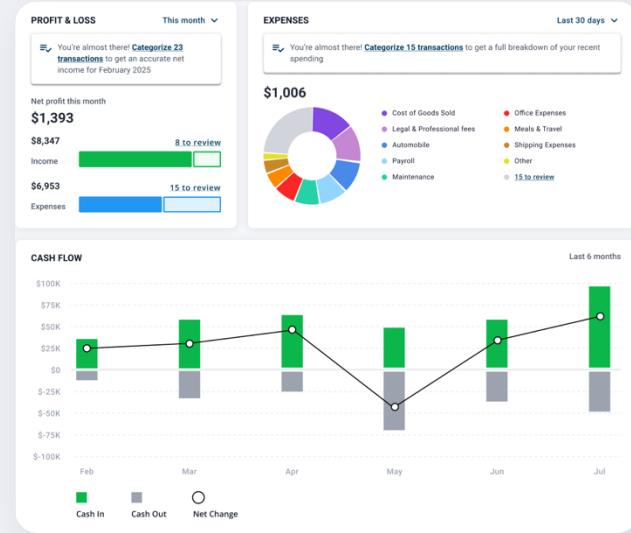 PROFIT & LOSS
This month
You're almost there! Categorize 23
transactions to get an accurate net
income for February 2025
Net profit this month
$1,393
$8,347
8 to review
Income
$6,953
15 to review
Expenses
EXPENSES
Last 30 days
You're almost there! Categorize 15 transactions to get a full breakdown of your recent
spending
$1,006
Cost of Goods Sold
Legal & Professional fees
Automobile
Payroll
Maintenance
Office Expenses
Meals & Travel
Shipping Expenses
Other
15 to review
CASH FLOW
Last 6 months
$100K
$75K
$50K
$25K
$0
$-25K
$-50K
$-75K
$-100K
Feb
Mar
Apr
May
Jun
Jul
Cash In
Cash Out
Net Change